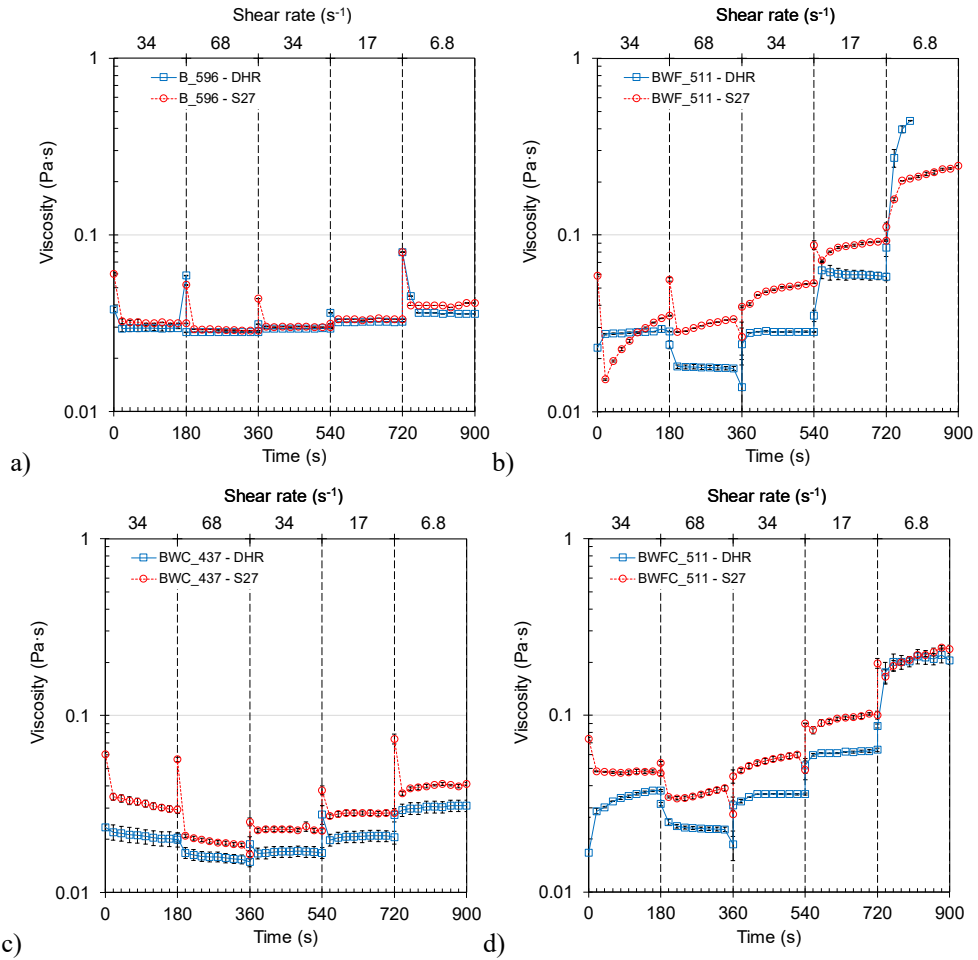 Shear rate (s-1)
34 68 34 17 6.8
1
B_596 - DHR
B_596 - S27
Viscosity (Pa·s)
0.1
0.01
0 180 360 540 720 900
Time (s)
a)
Shear rate (s-1)
34 68 34 17 6.8
1
BWF_511 - DHR
BWF_511 - S27
Viscosity (Pa·s)
0.1
0.01
0 180 360 540 720 900
Time (s)
b)
Shear rate (s-1)
34 68 34 17 6.8
1
BWC_437 - DHR
BWC_437 - S27
Viscosity (Pa·s)
0.1
0.01
0 180 360 540 720 900
Time (s)
c)
Shear rate (s-1)
34 68 34 17 6.8
1
BWFC_511 - DHR
BWFC_511 - S27
Viscosity (Pa·s)
0.1
0.01
0 180 360 540 720 900
Time (s)
d)